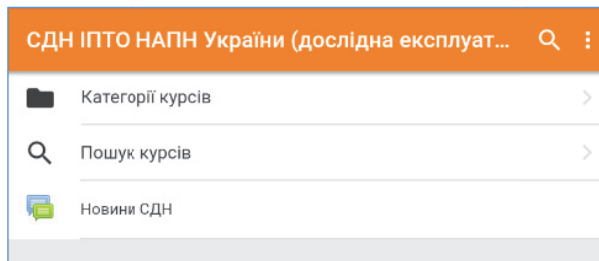 СДН ІПТО НАПН України (дослідна експлуат...
Категорії курсів
Пошук курсів
Новини СДН